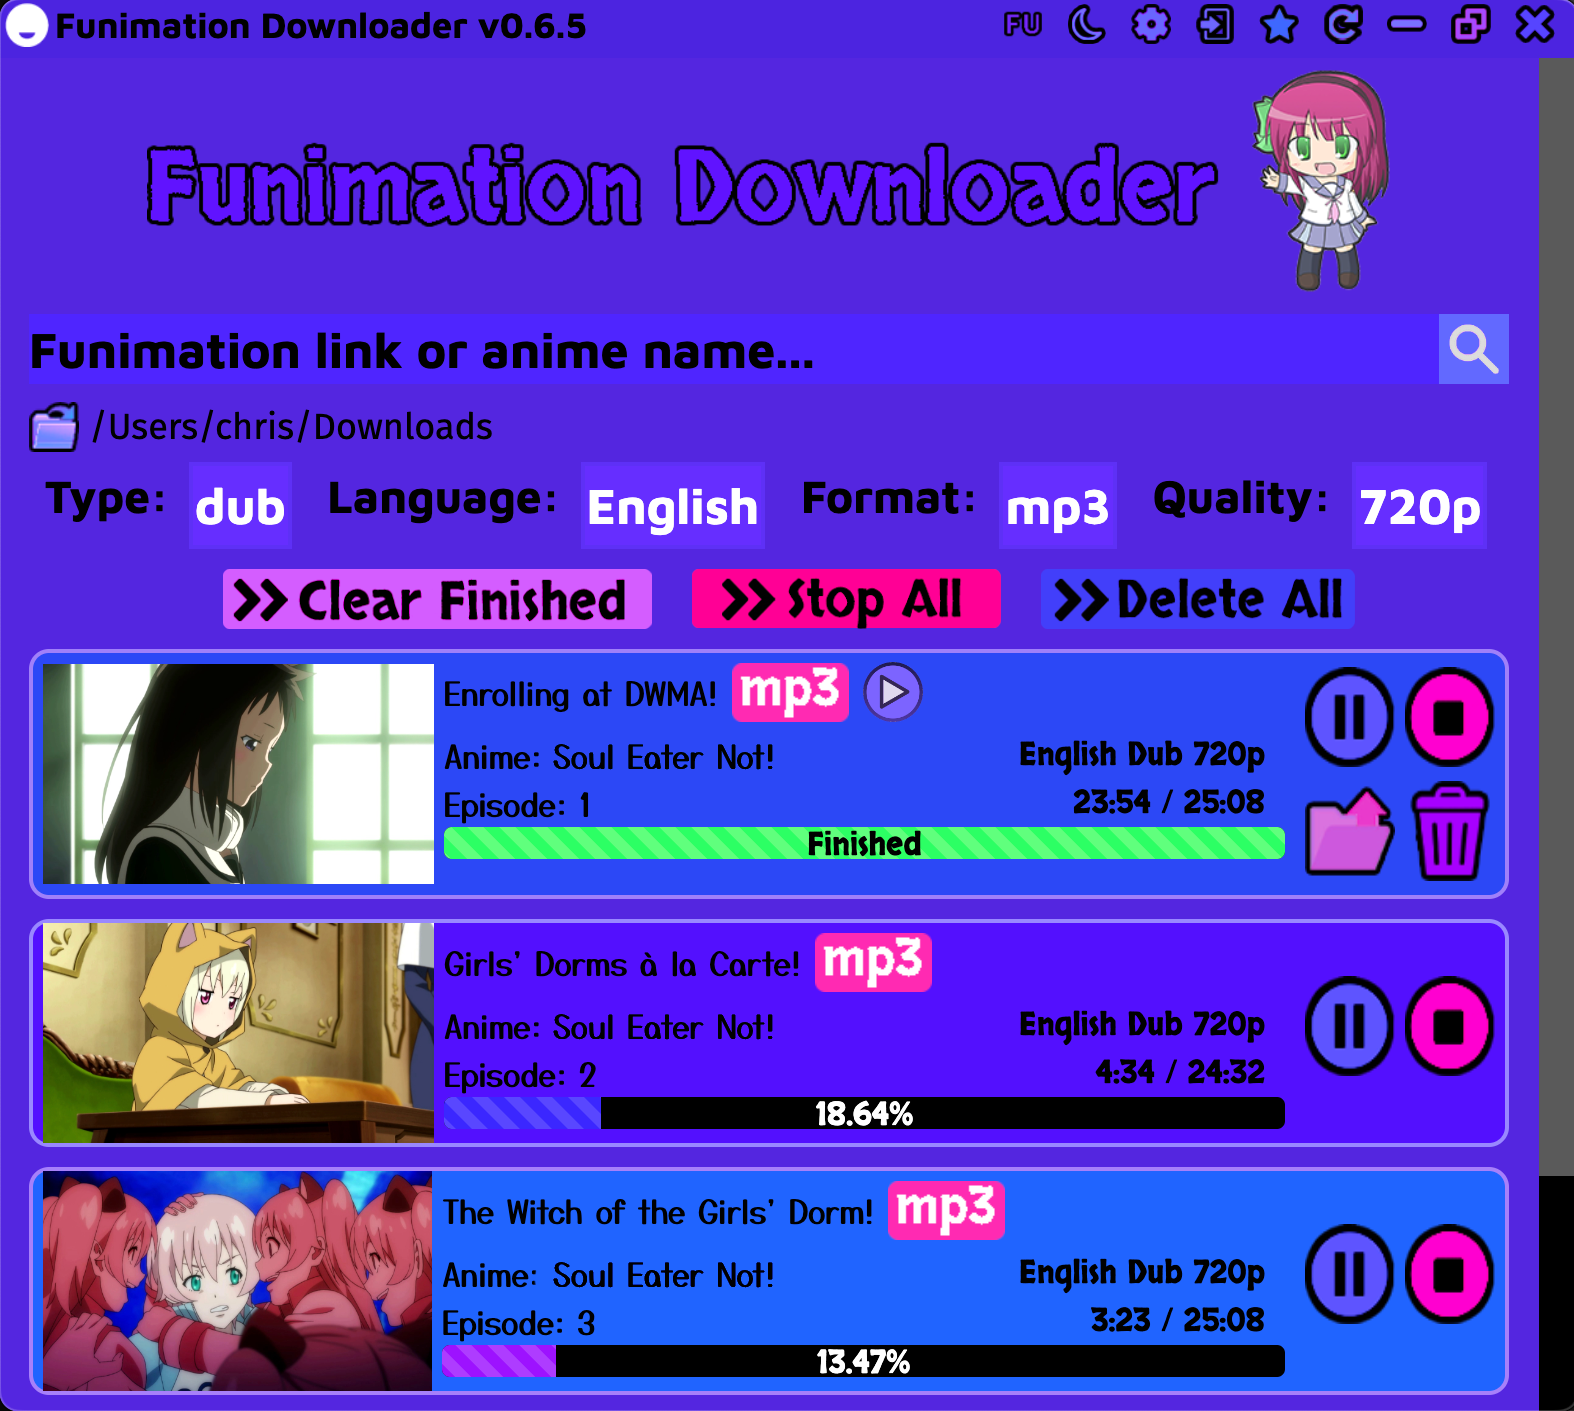 Funimation Downloader v0.6.5
FU
Funimation Downloader
Funimation link or anime name...
/Users/chris/Downloads
Type: dub Language: English Format: mp3 Quality: 720p
Clear Finished Stop All Delete All
Enrolling at DWMA! mp3
Anime: Soul Eater Not! English Dub 720p
Episode: 1 23:54 / 25:08
Finished
Girls' Dorms à la Carte! mp3
Anime: Soul Eater Not! English Dub 720p
Episode: 2 4:34 / 24:32
18.64%
The Witch of the Girls' Dorm! mp3
Anime: Soul Eater Not! English Dub 720p
Episode: 3 3:23 / 25:08
13.47%